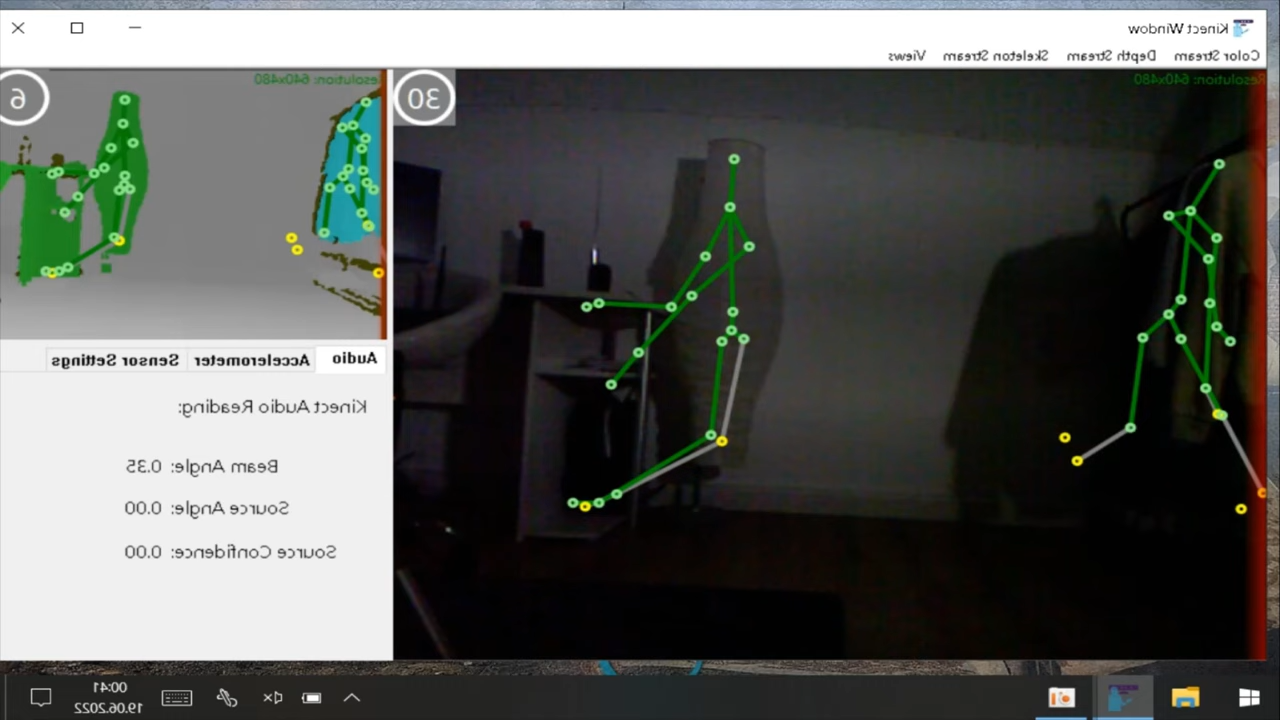 Kinect Window
Color Stream Depth Stream Skeleton Stream Views
Resolution: 640x480
30
Resolution: 640x480
6
Audio Accelerometer Sensor Settings
Kinect Audio Reading:
Beam Angle: 0.35
Source Angle: 0.00
Source Confidence: 0.00
00:41
19.06.2022